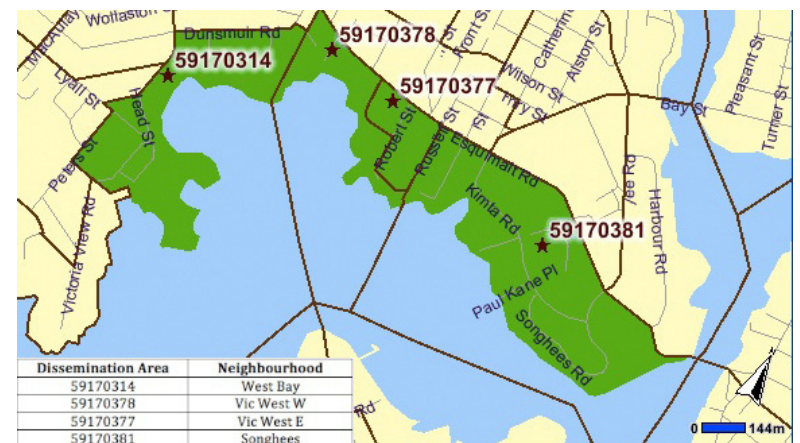 Wollaston St
MacAulay
Dunsmuir Rd
59170314
59170378
59170377
Front St
Catherine
Alston St
Wilson St
Pleasant St
Turner St
Bay St
Lyall St
Head St
Peters St
Victoria View Rd
Robert St
Russell St
St
Esquimalt Rd
Kimta Rd
59170381
Harbour Rd
Paul Kane Pl
Songhees Rd
Rd
0 144m
Dissemination Area Neighbourhood
59170314 West Bay
59170378 Vic West W
59170377 Vic West E
59170381 Songhees